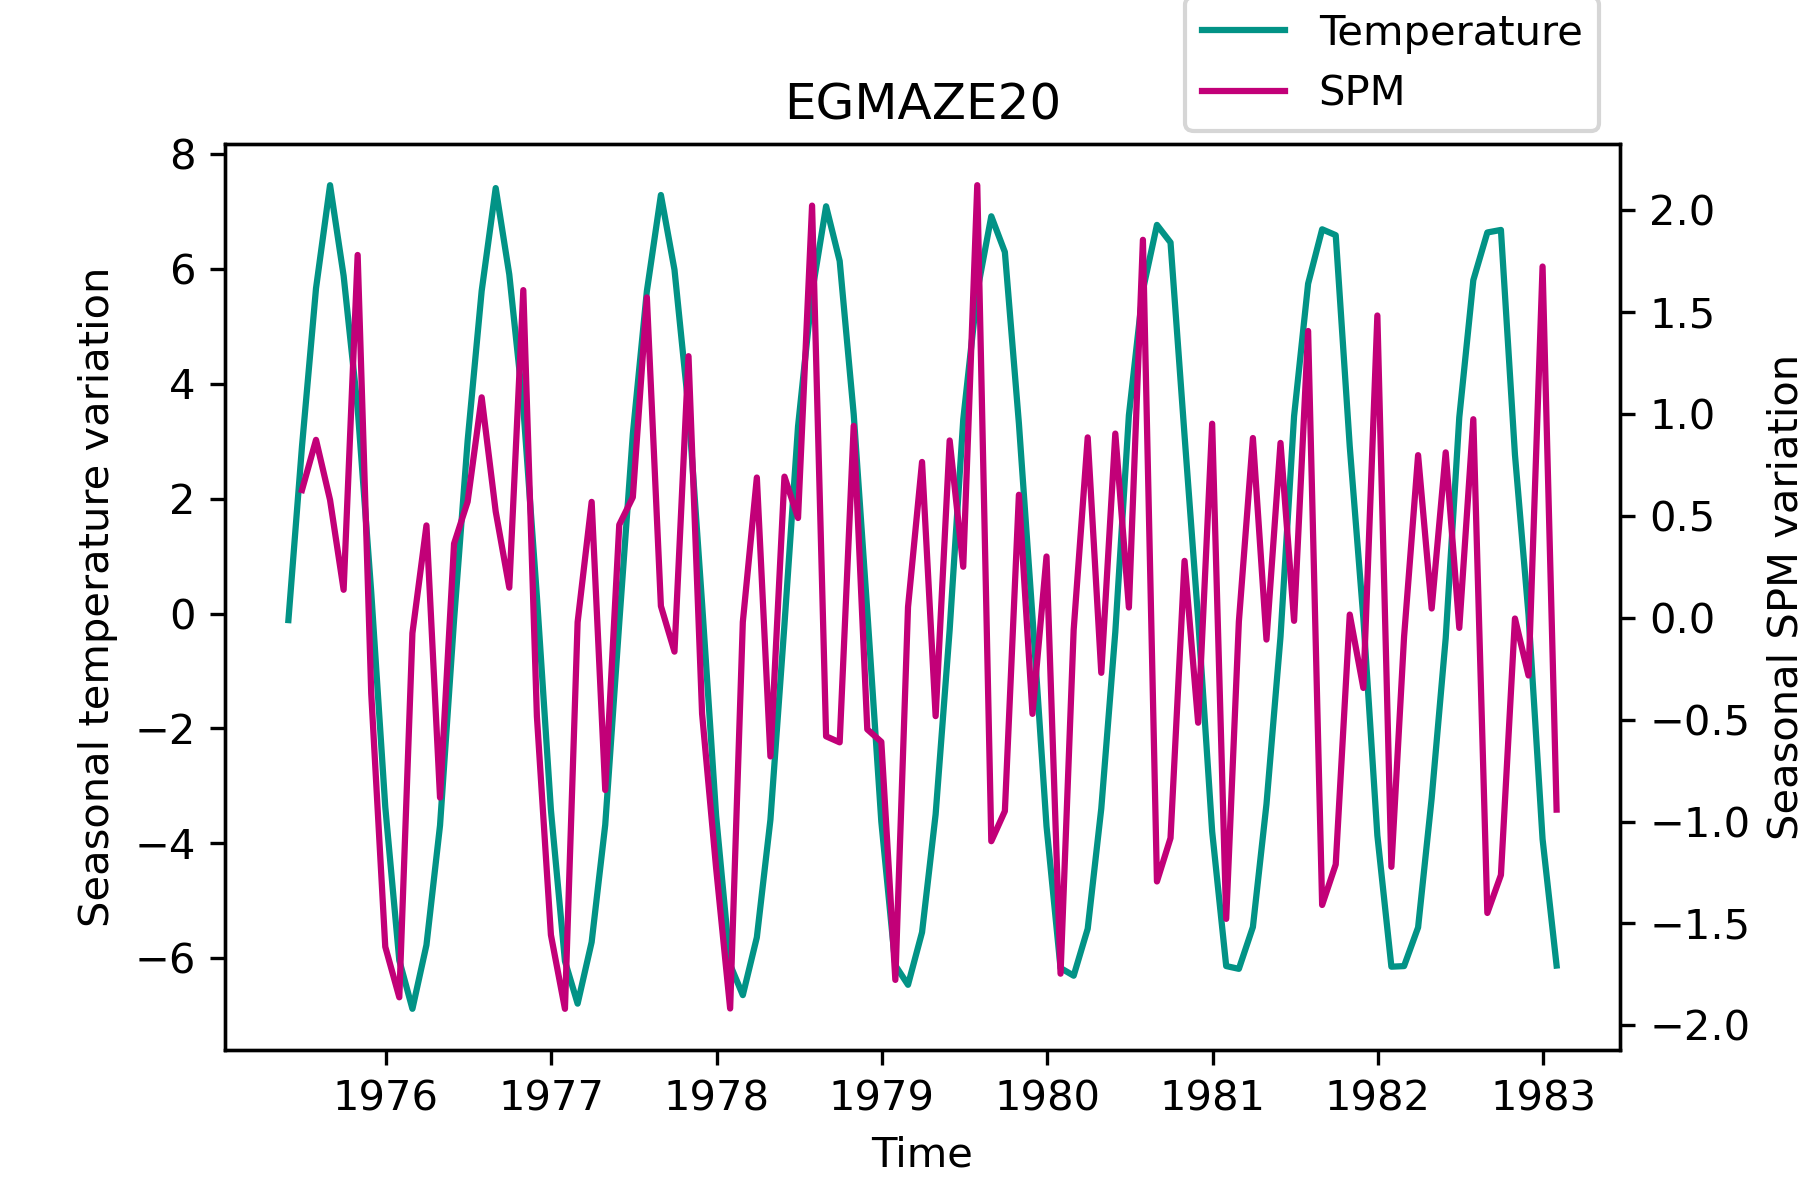 Temperature
SPM
EGMAZE20
Seasonal temperature variation
8
6
4
2
0
−2
−4
−6
2.0
1.5
1.0
0.5
0.0
−0.5
−1.0
−1.5
−2.0
Seasonal SPM variation
1976 1977 1978 1979 1980 1981 1982 1983
Time